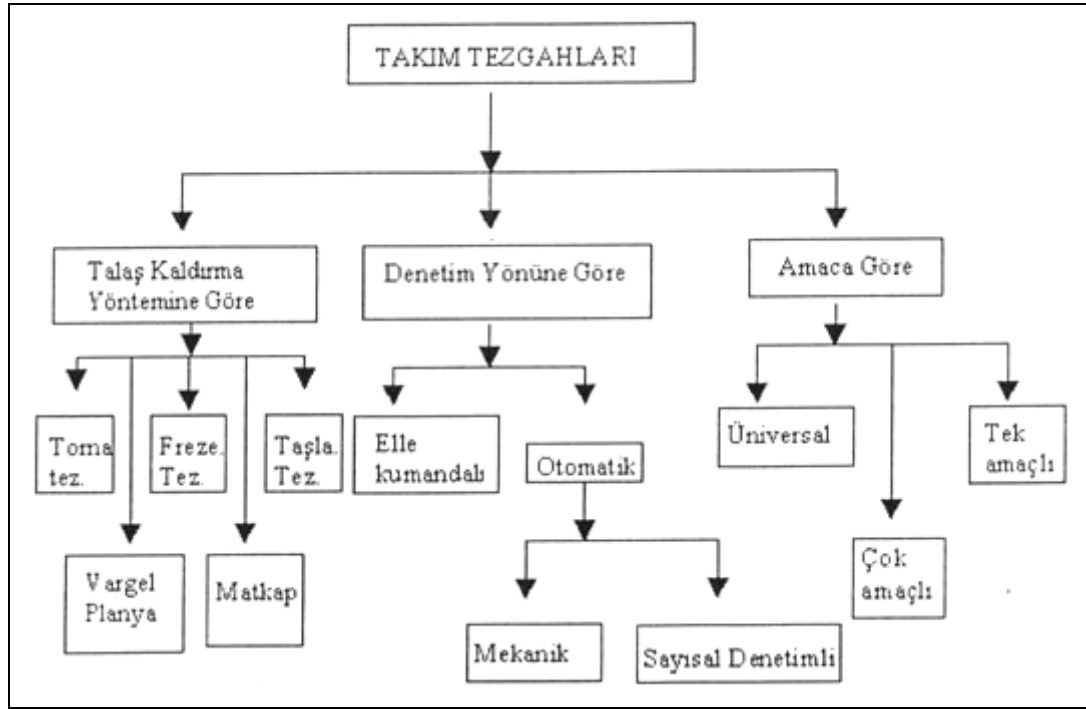 TAKIM TEZGAHLARI
Talaş Kaldırma
Yöntemine Göre
Denetim Yönüne Göre
Amaca Göre
Torna
tez.
Freze.
Tez.
Taşla.
Tez.
Elle
kumandalı
Otomatik
Üniversal
Tek
amaçlı
Vargel
Planya
Matkap
Çok
amaçlı
Mekanik
Sayısal Denetimli